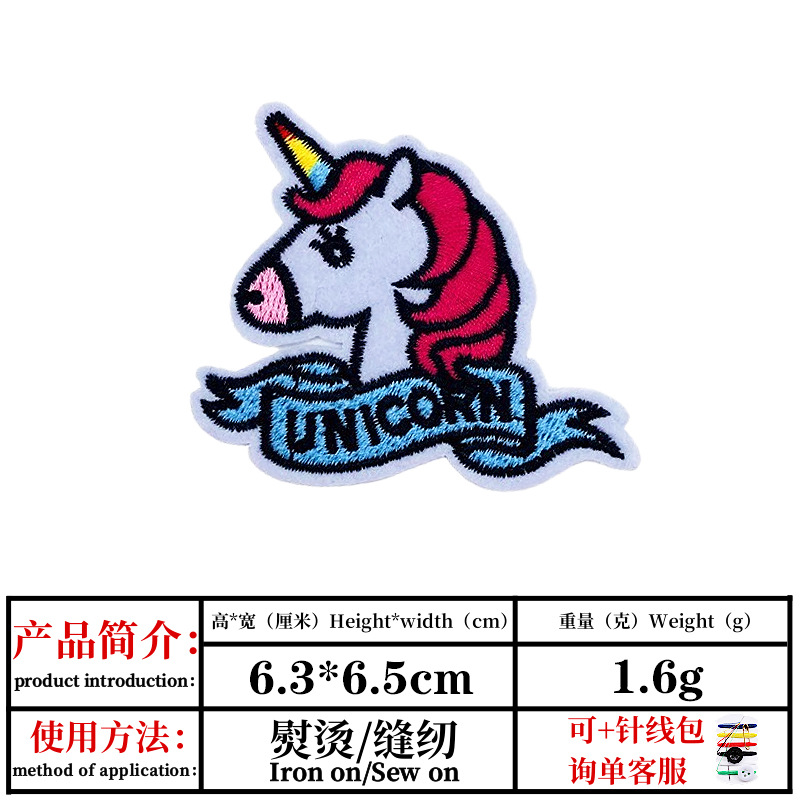 UNICORN
产品简介：
product introduction：
高*宽（厘米）Height*width（cm）
6.3*6.5cm
重量（克）Weight（g）
1.6g
使用方法：
method of application：
熨烫/缝纫
Iron on/Sew on
可+针线包
询单客服